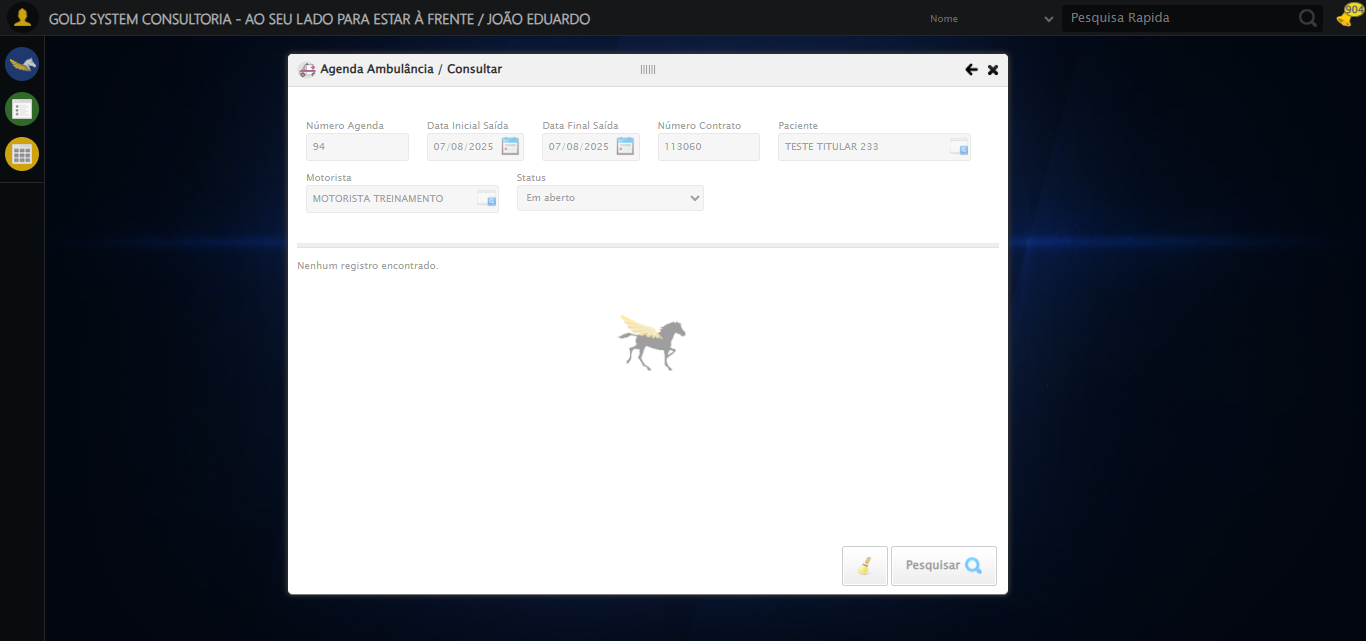 GOLD SYSTEM CONSULTORIA - AO SEU LADO PARA ESTAR À FRENTE / JOÃO EDUARDO
Nome
Pesquisa Rapida
904
Agenda Ambulância / Consultar
Número Agenda
Data Inicial Saída
Data Final Saída
Número Contrato
Paciente
94
07/08/2025
07/08/2025
113060
TESTE TITULAR 233
Motorista
Status
MOTORISTA TREINAMENTO
Em aberto
Nenhum registro encontrado.
Pesquisar